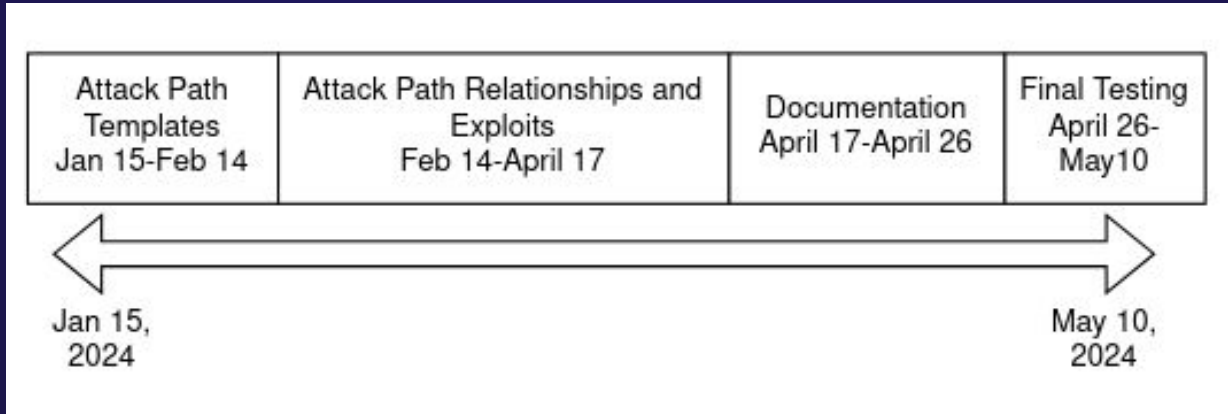 Attack Path
Templates
Jan 15-Feb 14
Attack Path Relationships and
Exploits
Feb 14-April 17
Documentation
April 17-April 26
Final Testing
April 26-
May10
Jan 15,
2024
May 10,
2024